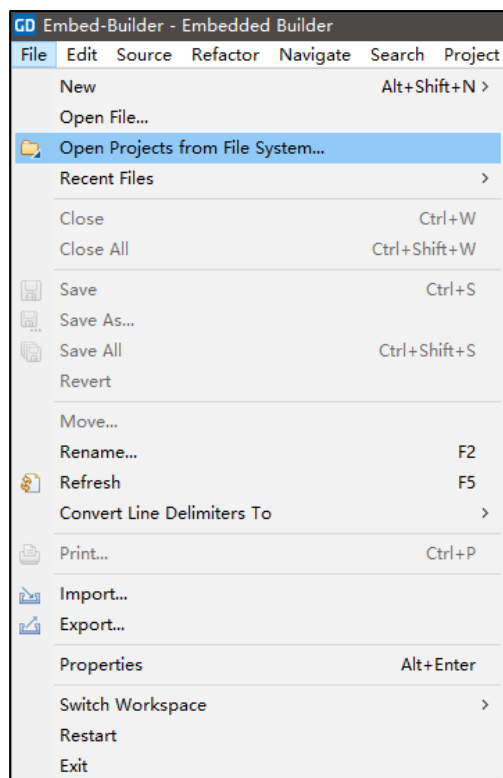 GD Embed-Builder - Embedded Builder
File Edit Source Refactor Navigate Search Project
New Alt+Shift+N >
Open File...
Open Projects from File System...
Recent Files >
Close Ctrl+W
Close All Ctrl+Shift+W
Save Ctrl+S
Save As...
Save All Ctrl+Shift+S
Revert
Move...
Rename... F2
Refresh F5
Convert Line Delimiters To >
Print... Ctrl+P
Import...
Export...
Properties Alt+Enter
Switch Workspace >
Restart
Exit